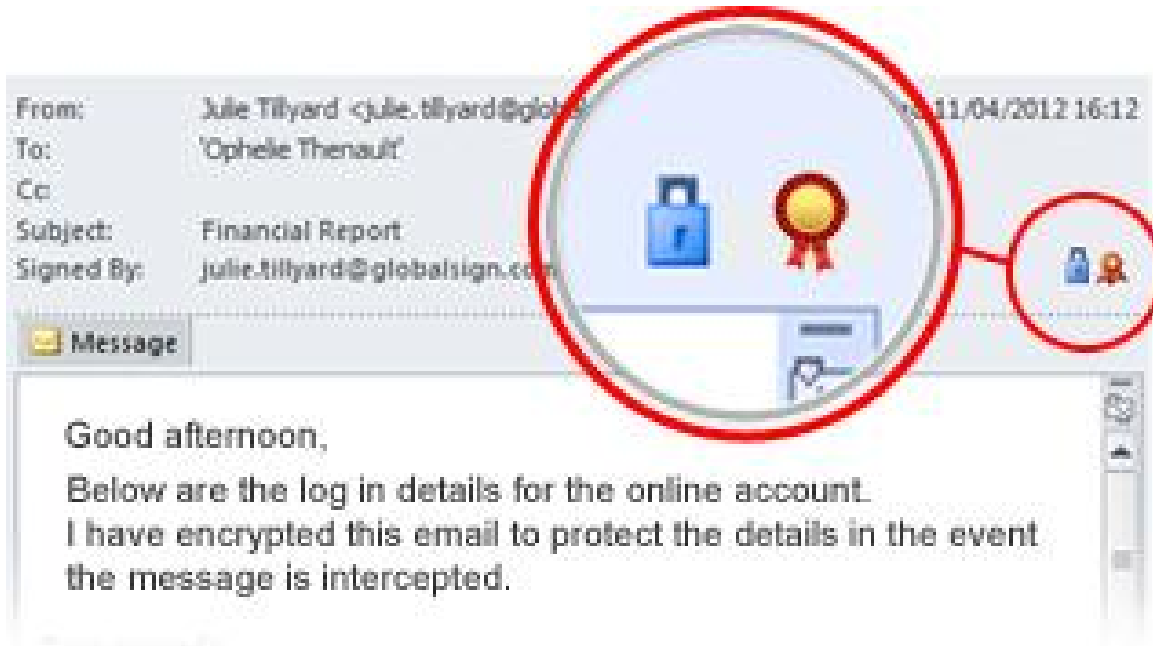 From: Julie Tillyard <julie.tillyard@globa 11/04/2012 16:12
To: 'Ophelie Thenault'
Cc:
Subject: Financial Report
Signed By: julie.tillyard@globalsign.com
Message
Good afternoon,
Below are the log in details for the online account.
I have encrypted this email to protect the details in the event
the message is intercepted.